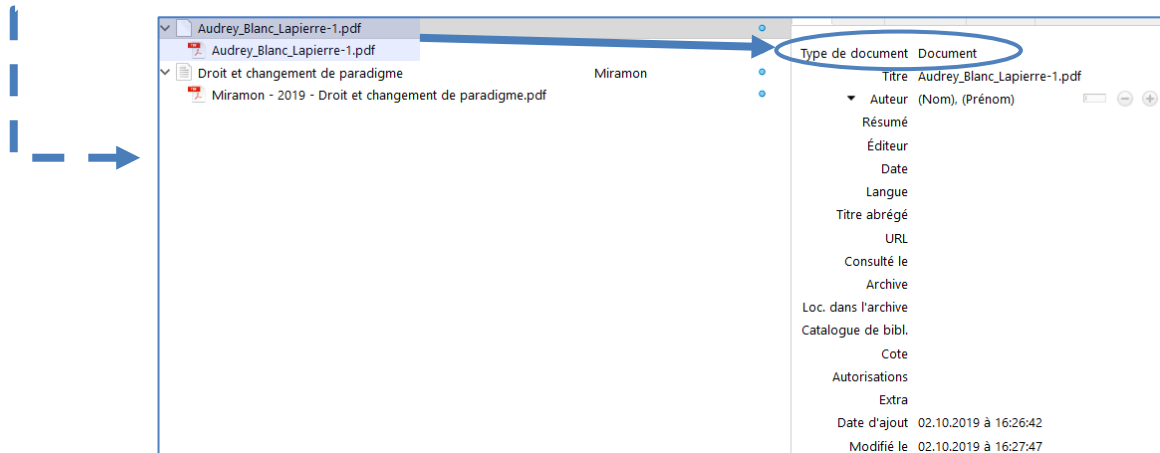 Audrey_Blanc_Lapierre-1.pdf
Audrey_Blanc_Lapierre-1.pdf
Droit et changement de paradigme Miramon
Miramon - 2019 - Droit et changement de paradigme.pdf
Type de document Document
Titre Audrey_Blanc_Lapierre-1.pdf
Auteur (Nom), (Prénom)
Résumé
Éditeur
Date
Langue
Titre abrégé
URL
Consulté le
Archive
Loc. dans l'archive
Catalogue de bibl.
Cote
Autorisations
Extra
Date d'ajout 02.10.2019 à 16:26:42
Modifié le 02.10.2019 à 16:27:47